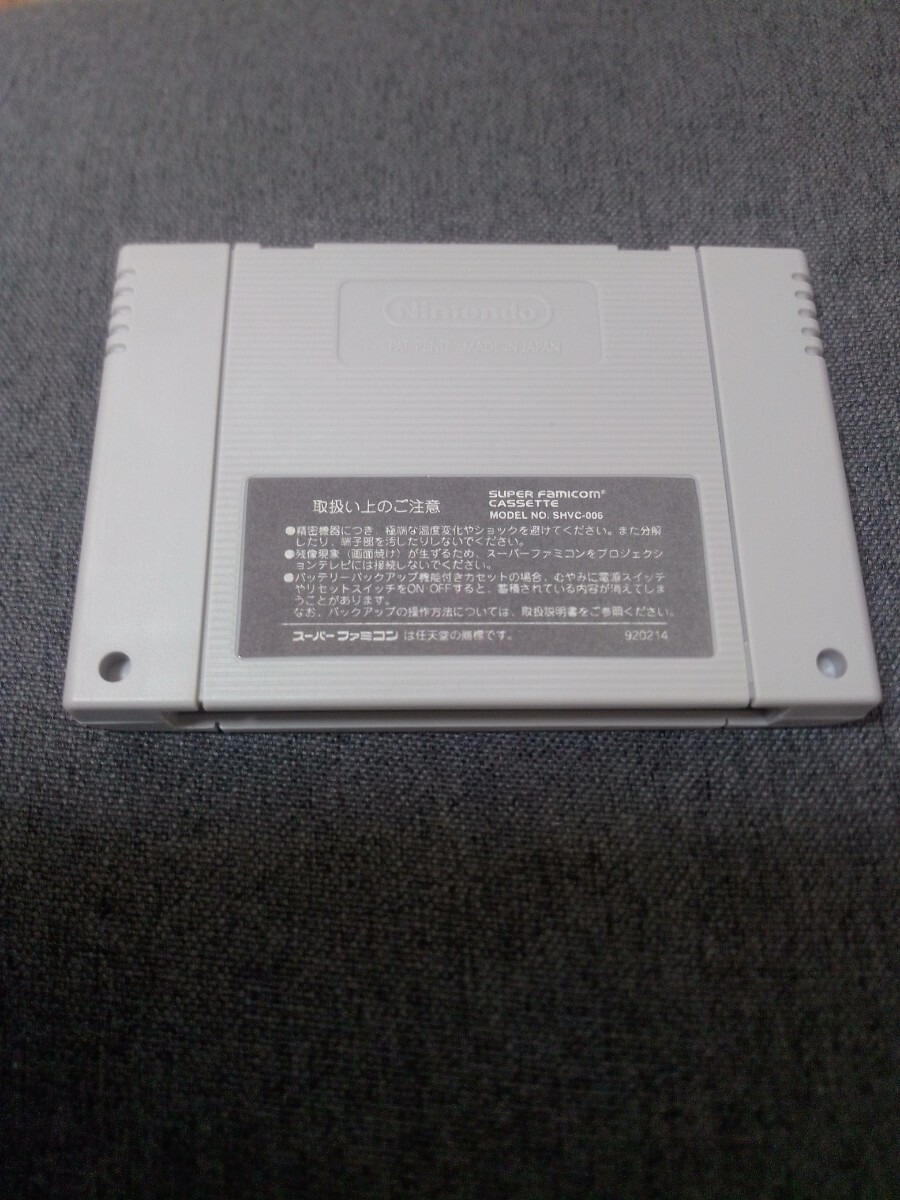 Nintendo
PAT. PEND. MADE IN JAPAN
取扱い上のご注意
SUPER Famicom®
CASSETTE
MODEL NO. SHVC-006
●精密機器につき、極端な温度変化やショックを避けてください。また分解
したり、端子部を汚したりしないでください。
●残像現象（画面焼け）が生ずるため、スーパーファミコンをプロジェクシ
ョンテレビには接続しないでください。
●バッテリーバックアップ機能付きカセットの場合、むやみに電源スイッチ
やリセットスイッチをON OFFすると、蓄積されている内容が消えてしま
うことがあります。
なお、バックアップの操作方法については、取扱説明書をご参照ください。
スーパーファミコンは任天堂の商標です。
920214